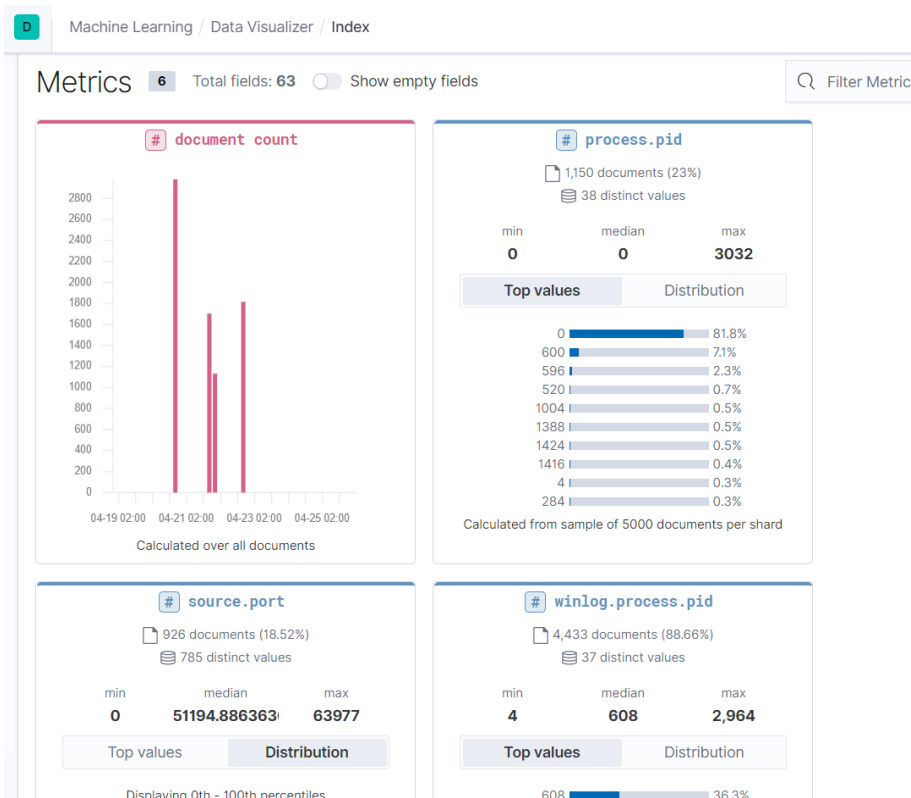 D Machine Learning / Data Visualizer / Index
Metrics 6 Total fields: 63 Show empty fields Filter Metric
# document count
2800
2600
2400
2200
2000
1800
1600
1400
1200
1000
800
600
400
200
0
04-19 02:00 04-21 02:00 04-23 02:00 04-25 02:00
Calculated over all documents
# process.pid
1,150 documents (23%)
38 distinct values
min median max
0 0 3032
Top values Distribution
0 81.8%
600 7.1%
596 2.3%
520 0.7%
1004 0.5%
1388 0.5%
1424 0.5%
1416 0.4%
4 0.3%
284 0.3%
Calculated from sample of 5000 documents per shard
# source.port
926 documents (18.52%)
785 distinct values
min median max
0 51194.886363 63977
Top values Distribution
Displaying 0th - 100th percentiles
# winlog.process.pid
4,433 documents (88.66%)
37 distinct values
min median max
4 608 2,964
Top values Distribution
608 36.3%